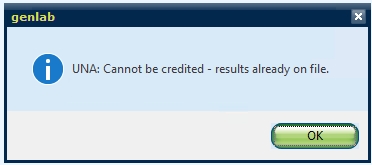 genlab
UNA: Cannot be credited - results already on file.
OK